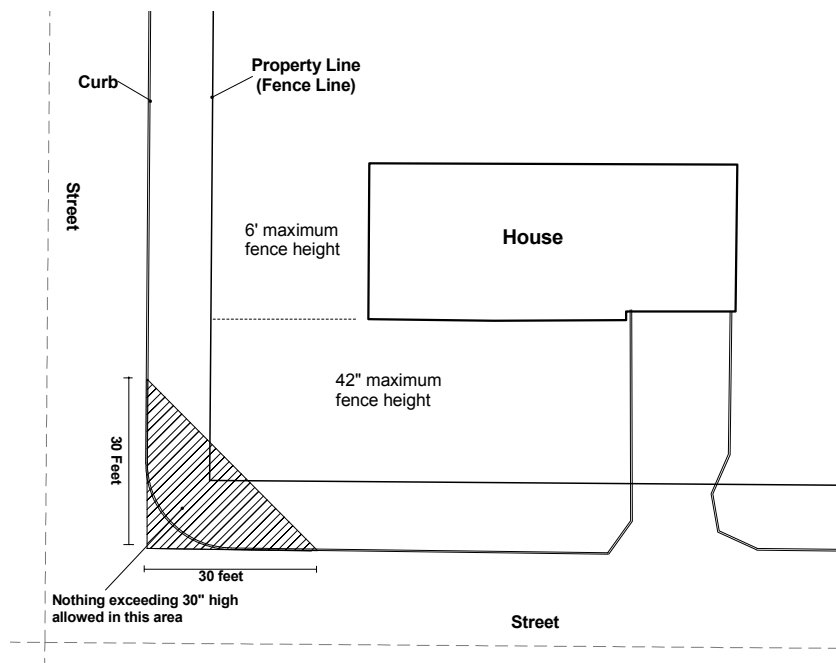 Property Line
(Fence Line)
Curb
Street
6' maximum
fence height
House
42" maximum
fence height
30 Feet
30 feet
Nothing exceeding 30" high
allowed in this area
Street